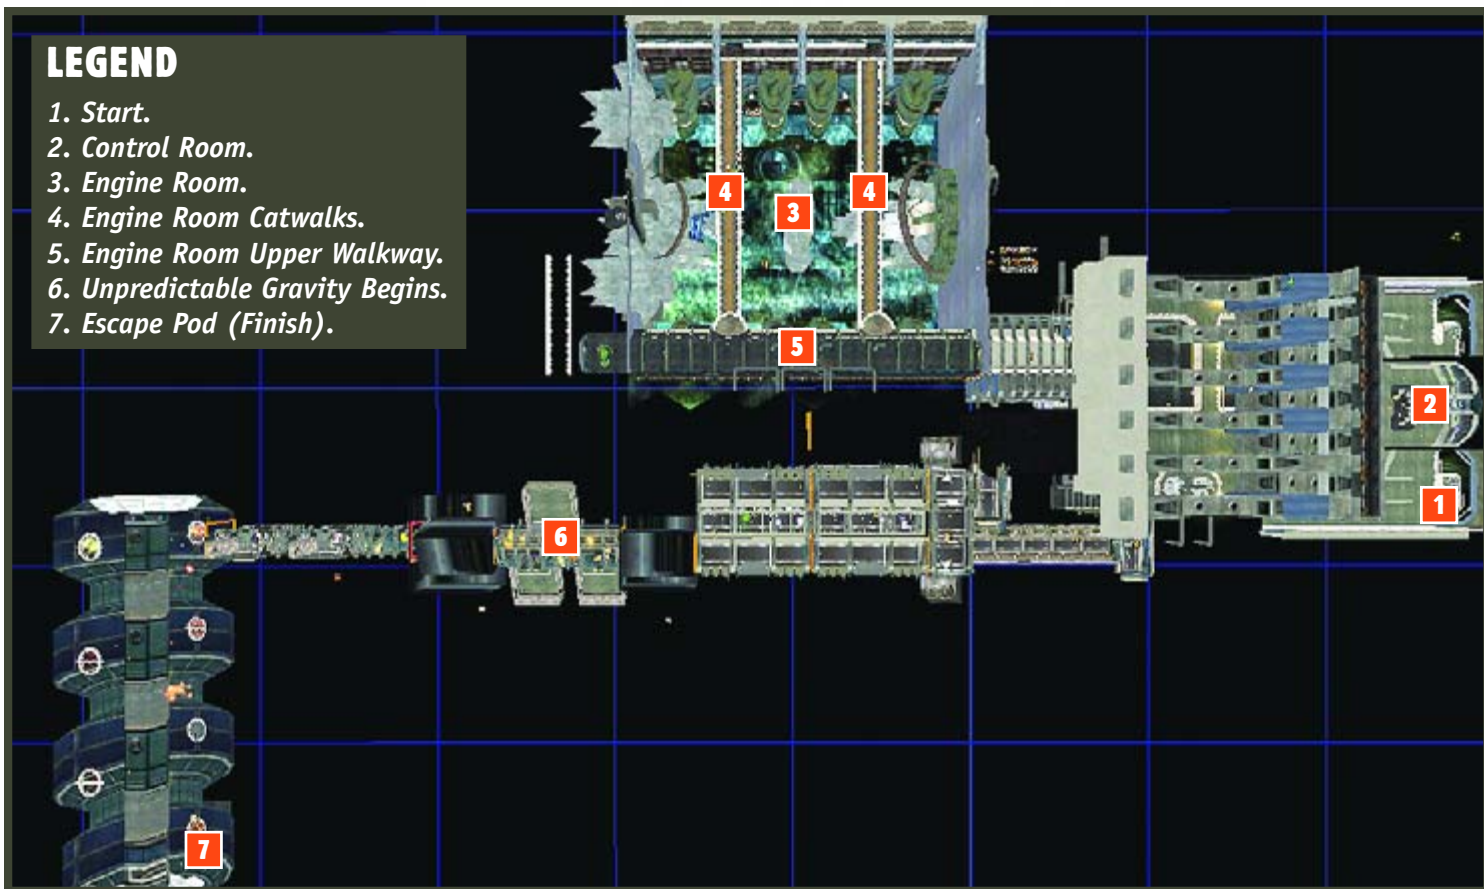 LEGEND
1. Start.
2. Control Room.
3. Engine Room.
4. Engine Room Catwalks.
5. Engine Room Upper Walkway.
6. Unpredictable Gravity Begins.
7. Escape Pod (Finish).
4
4
3
5
2
1
6
7